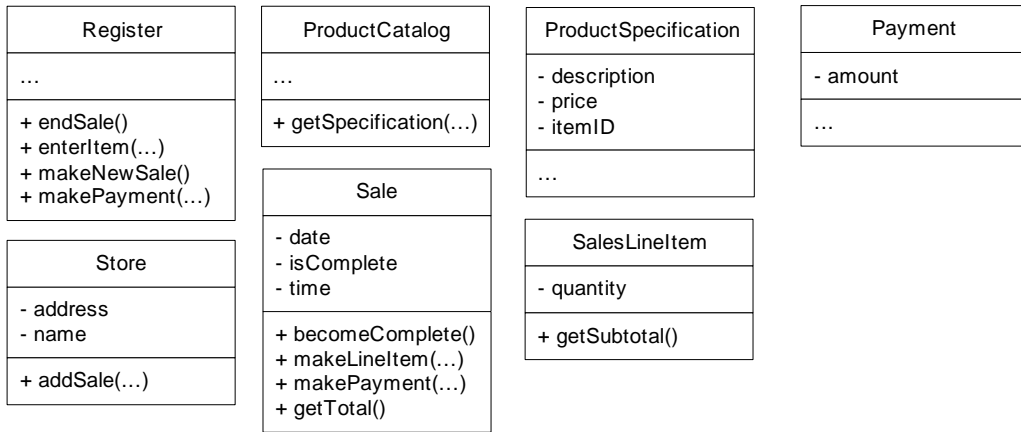 Register
…
+ endSale()
+ enterItem(…)
+ makeNewSale()
+ makePayment(…)
ProductCatalog
…
+ getSpecification(…)
ProductSpecification
- description
- price
- itemID
…
Payment
- amount
…
Store
- address
- name
+ addSale(…)
Sale
- date
- isComplete
- time
+ becomeComplete()
+ makeLineItem(…)
+ makePayment(…)
+ getTotal()
SalesLineItem
- quantity
+ getSubtotal()